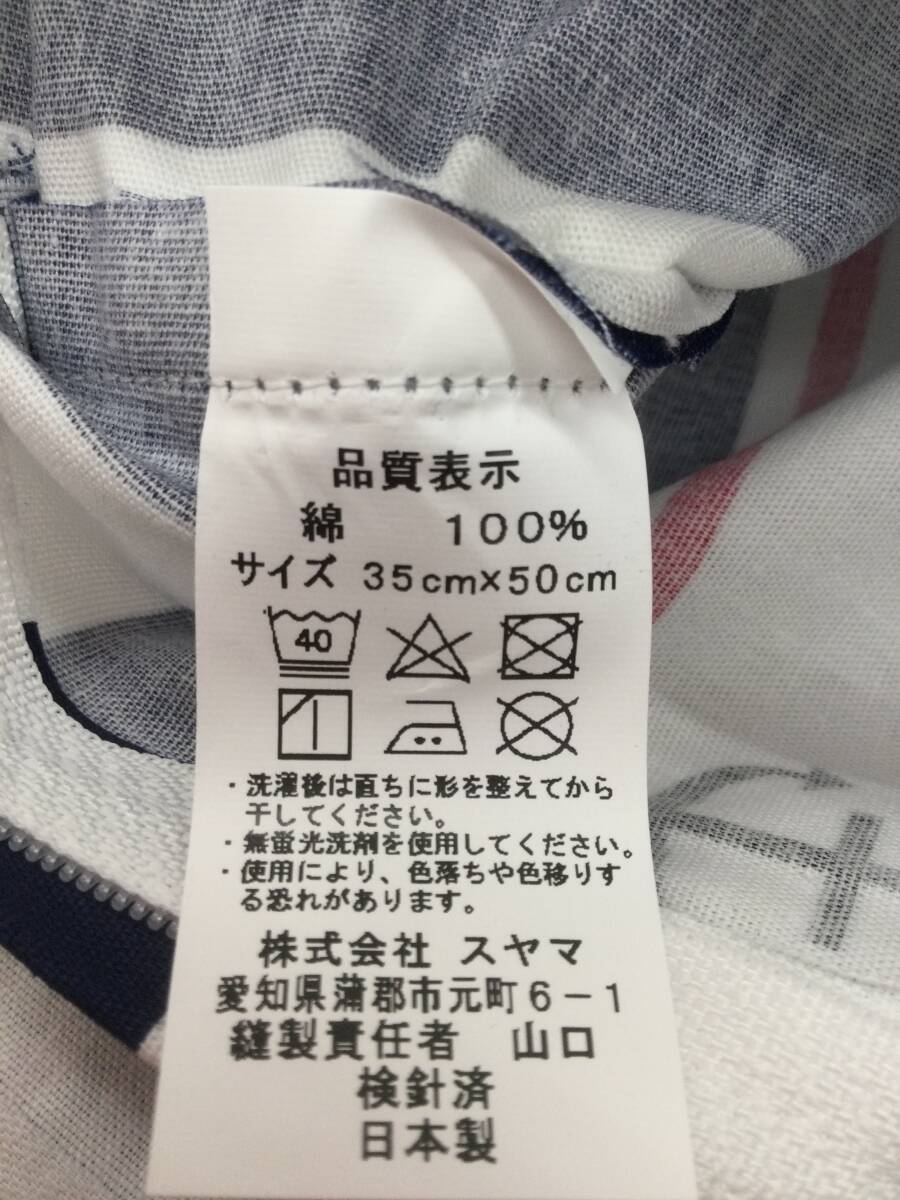 品質表示
綿 100%
サイズ 35cm×50cm
40
・洗濯後は直ちに形を整えてから
干してください。
・無蛍光洗剤を使用してください。
・使用により、色落ちや色移りす
る恐れがあります。
株式会社 スヤマ
愛知県蒲郡市元町6-1
縫製責任者 山口
検針済
日本製